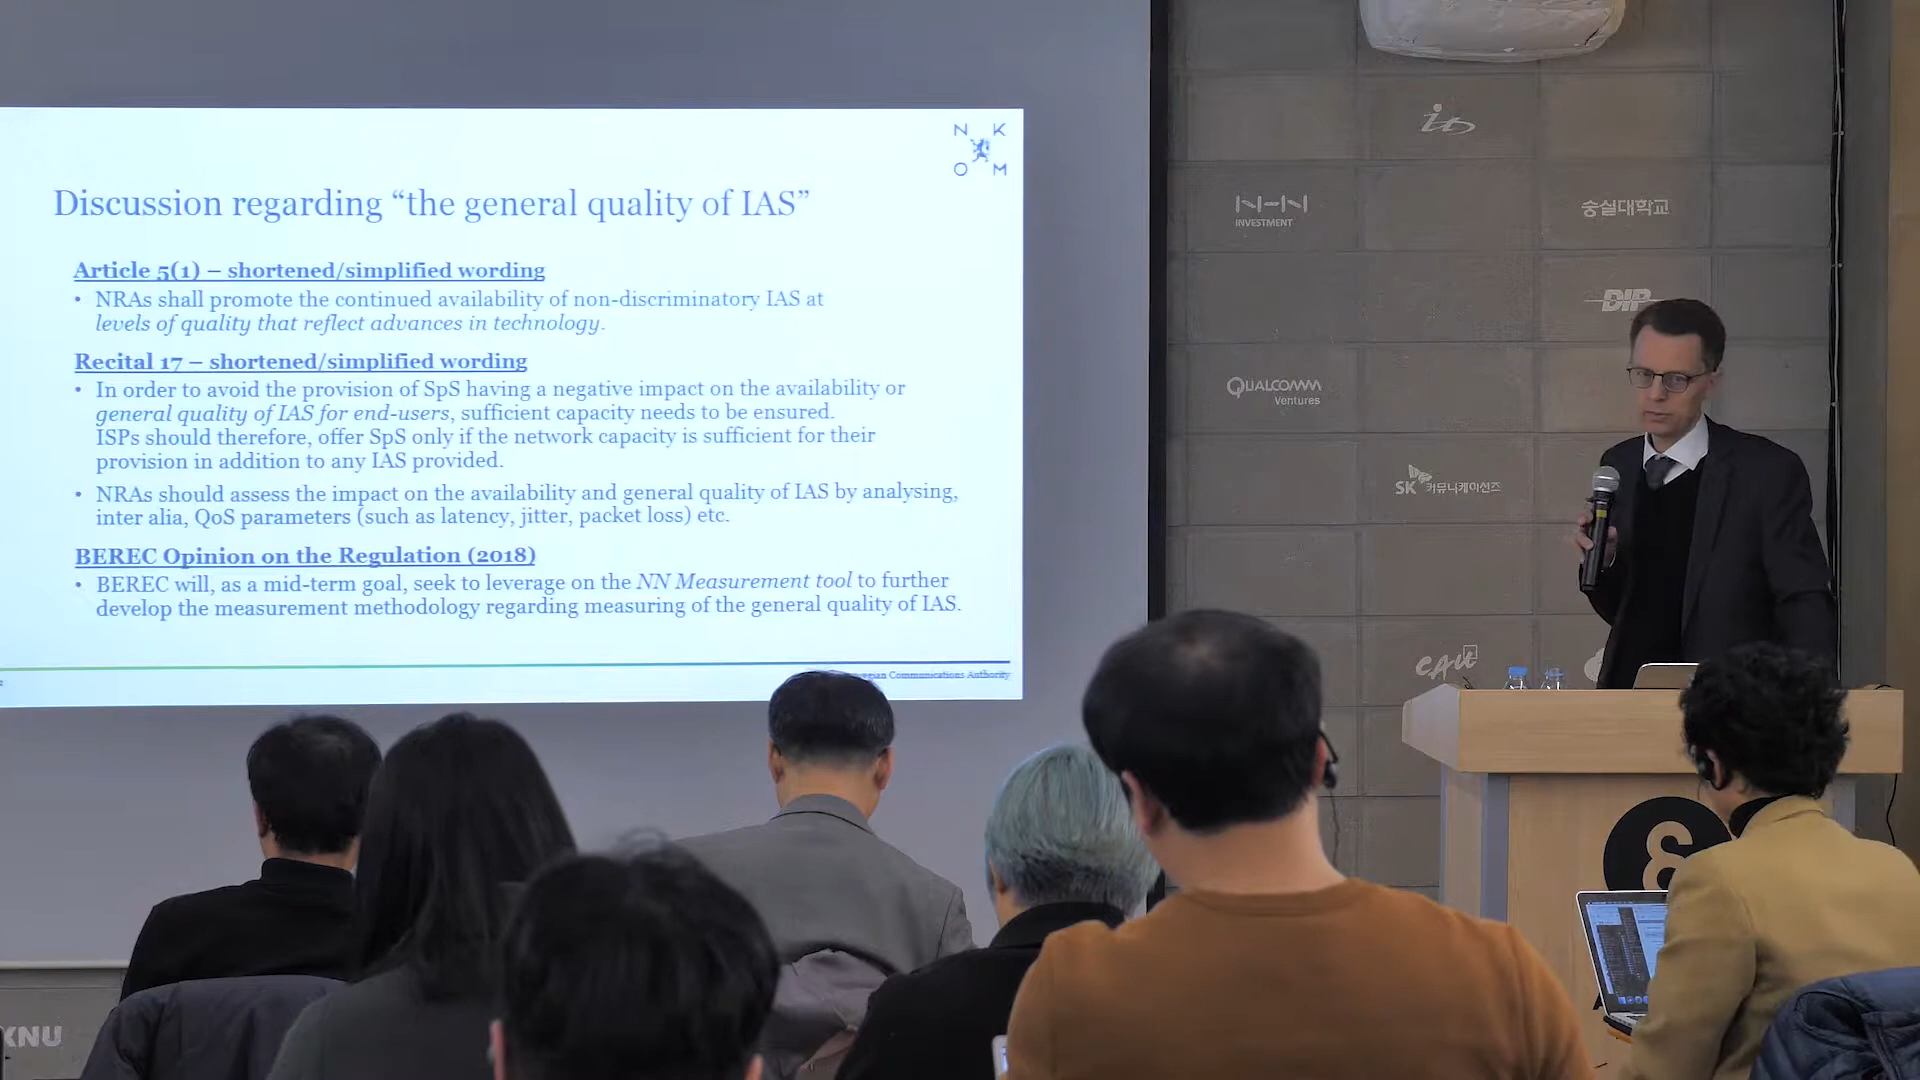 N K
O M
Discussion regarding “the general quality of IAS”
Article 5(1) – shortened/simplified wording
• NRAs shall promote the continued availability of non-discriminatory IAS at
levels of quality that reflect advances in technology.
Recital 17 – shortened/simplified wording
• In order to avoid the provision of SpS having a negative impact on the availability or
general quality of IAS for end-users, sufficient capacity needs to be ensured.
ISPs should therefore, offer SpS only if the network capacity is sufficient for their
provision in addition to any IAS provided.
• NRAs should assess the impact on the availability and general quality of IAS by analysing,
inter alia, QoS parameters (such as latency, jitter, packet loss) etc.
BEREC Opinion on the Regulation (2018)
• BEREC will, as a mid-term goal, seek to leverage on the NN Measurement tool to further
develop the measurement methodology regarding measuring of the general quality of IAS.
Communications Authority
NHN
INVESTMENT
숭실대학교
DIP
QUALCOMM
Ventures
SK 커뮤니케이션즈
CAU
KNU